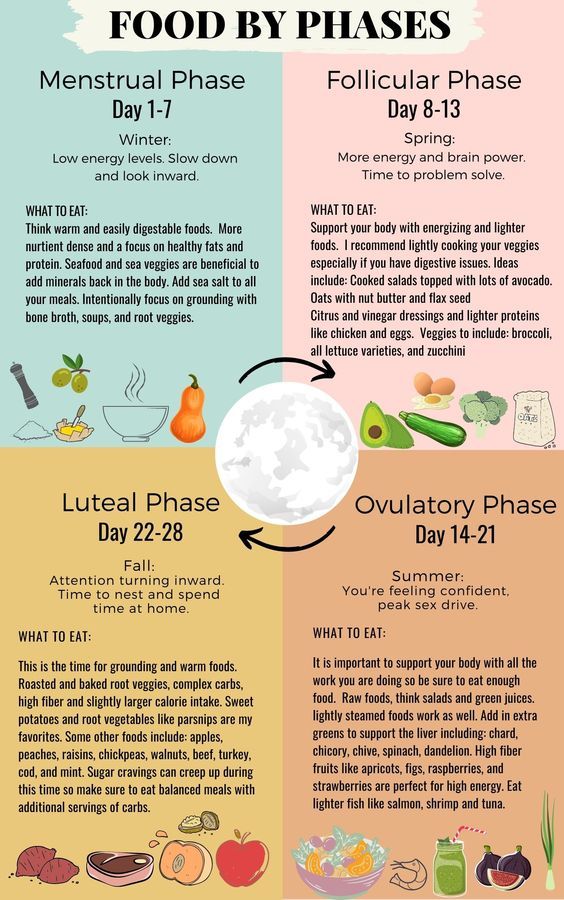 FOOD BY PHASES
Menstrual Phase
Day 1-7
Winter:
Low energy levels. Slow down
and look inward.
WHAT TO EAT:
Think warm and easily digestable foods. More
nurtient dense and a focus on healthy fats and
protein. Seafood and sea veggies are beneficial to
add minerals back in the body. Add sea salt to all
your meals. Intentionally focus on grounding with
bone broth, soups, and root veggies.
Follicular Phase
Day 8-13
Spring:
More energy and brain power.
Time to problem solve.
WHAT TO EAT:
Support your body with energizing and lighter
foods. I recommend lightly cooking your veggies
especially if you have digestive issues. Ideas
include: Cooked salads topped with lots of avocado.
Oats with nut butter and flax seed
Citrus and vinegar dressings and lighter proteins
like chicken and eggs. Veggies to include: broccoli,
all lettuce varieties, and zucchini
OATS
Luteal Phase
Day 22-28
Fall:
Attention turning inward.
Time to nest and spend
time at home.
WHAT TO EAT:
This is the time for grounding and warm foods.
Roasted and baked root veggies, complex carbs,
high fiber and slightly larger calorie intake. Sweet
potatoes and root vegetables like parsnips are my
favorites. Some other foods include: apples,
peaches, raisins, chickpeas, walnuts, beef, turkey,
cod, and mint. Sugar cravings can creep up during
this time so make sure to eat balanced meals with
additional servings of carbs.
Ovulatory Phase
Day 14-21
Summer:
You're feeling confident,
peak sex drive.
WHAT TO EAT:
It is important to support your body with all the
work you are doing so be sure to eat enough
food. Raw foods, think salads and green juices.
lightly steamed foods work as well. Add in extra
greens to support the liver including: chard,
chicory, chive, spinach, dandelion. High fiber
fruits like apricots, figs, raspberries, and
strawberries are perfect for high energy. Eat
lighter fish like salmon, shrimp and tuna.